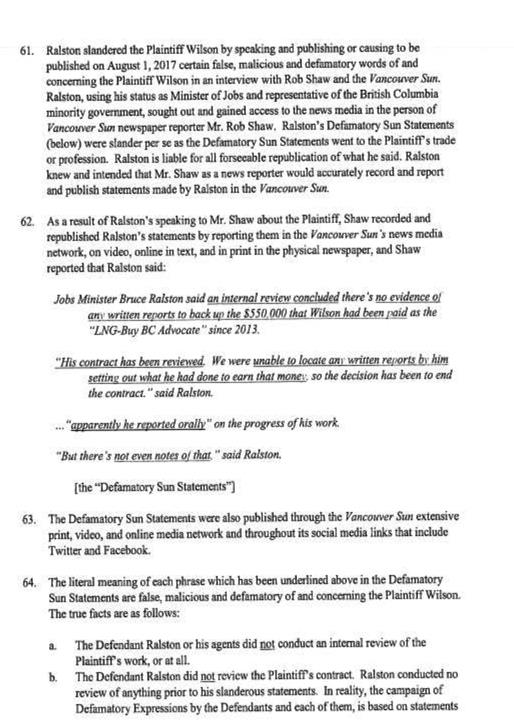 61. Ralston slandered the Plaintiff Wilson by speaking and publishing or causing to be
published on August 1, 2017 certain false, malicious and defamatory words of and
concerning the Plaintiff Wilson in an interview with Rob Shaw and the Vancouver Sun.
Ralston, using his status as Minister of Jobs and representative of the British Columbia
minority government, sought out and gained access to the news media in the person of
Vancouver Sun newspaper reporter Mr. Rob Shaw. Ralston's Defamatory Sun Statements
(below) were slander per se as the Defamatory Sun Statements went to the Plaintiff's trade
or profession. Ralston is liable for all forseeable republication of what he said. Ralston
knew and intended that Mr. Shaw as a news reporter would accurately record and report
and publish statements made by Ralston in the Vancouver Sun.
62. As a result of Ralston's speaking to Mr. Shaw about the Plaintiff, Shaw recorded and
republished Ralston's statements by reporting them in the Vancouver Sun's news media
network, on video, online in text, and in print in the physical newspaper, and Shaw
reported that Ralston said:
Jobs Minister Bruce Ralston said an internal review concluded there's no evidence of
any written reports to back up the $550,000 that Wilson had been paid as the
"LNG-Buy BC Advocate" since 2013.
"His contract has been reviewed. We were unable to locate any written reports by him
setting out what he had done to earn that money, so the decision has been to end
the contract." said Ralston.
... "apparently he reported orally" on the progress of his work.
"But there's not even notes of that," said Ralston.
[the "Defamatory Sun Statements"]
63. The Defamatory Sun Statements were also published through the Vancouver Sun extensive
print, video, and online media network and throughout its social media links that include
Twitter and Facebook.
64. The literal meaning of each phrase which has been underlined above in the Defamatory
Sun Statements are false, malicious and defamatory of and concerning the Plaintiff Wilson.
The true facts are as follows:
a. The Defendant Ralston or his agents did not conduct an internal review of the
Plaintiff's work, or at all.
b. The Defendant Ralston did not review the Plaintiff's contract. Ralston conducted no
review of anything prior to his slanderous statements. In reality, the campaign of
Defamatory Expressions by the Defendants and each of them, is based on statements